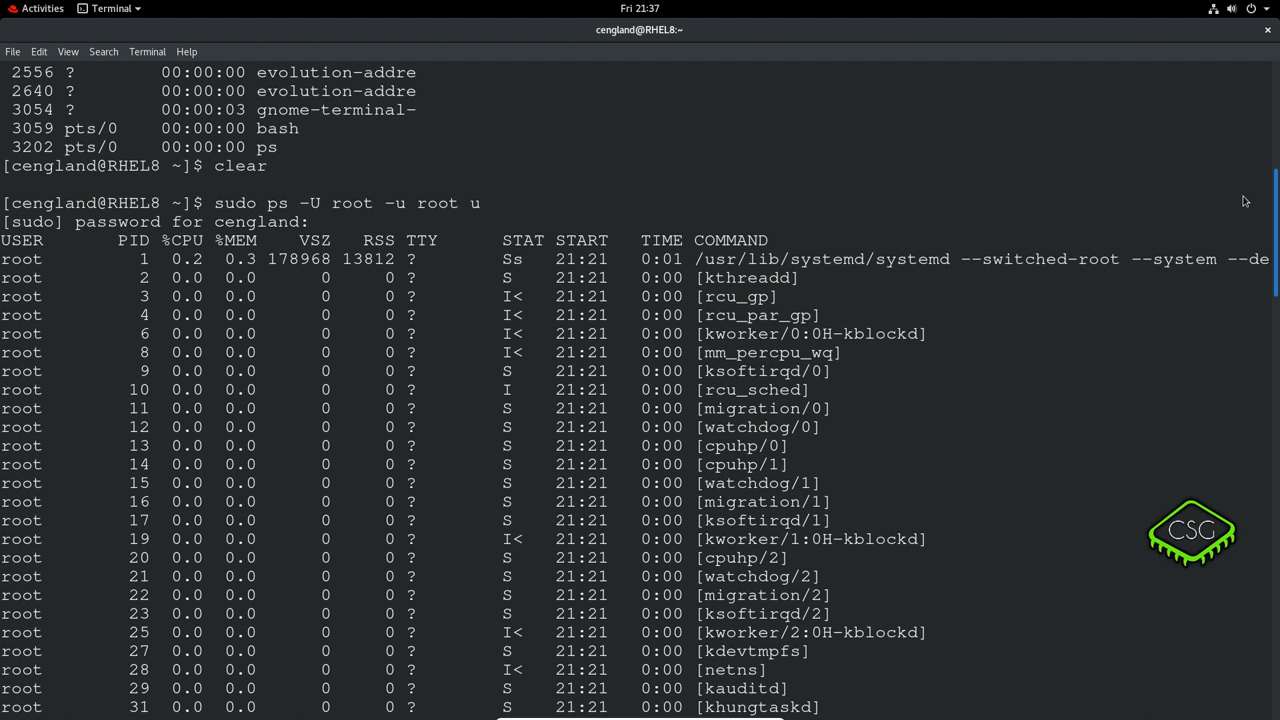 Activities Terminal Fri 21:37
cengland@RHEL8:~ ×
File Edit View Search Terminal Help
2556 ? 00:00:00 evolution-addre
2640 ? 00:00:00 evolution-addre
3054 ? 00:00:03 gnome-terminal-
3059 pts/0 00:00:00 bash
3202 pts/0 00:00:00 ps
[cengland@RHEL8 ~]$ clear
[cengland@RHEL8 ~]$ sudo ps -U root -u root u
[sudo] password for cengland:
USER PID %CPU %MEM VSZ RSS TTY STAT START TIME COMMAND
root 1 0.2 0.3 178968 13812 ? Ss 21:21 0:01 /usr/lib/systemd/systemd --switched-root --system --de
root 2 0.0 0.0 0 0 ? S 21:21 0:00 [kthreadd]
root 3 0.0 0.0 0 0 ? I< 21:21 0:00 [rcu_gp]
root 4 0.0 0.0 0 0 ? I< 21:21 0:00 [rcu_par_gp]
root 6 0.0 0.0 0 0 ? I< 21:21 0:00 [kworker/0:0H-kblockd]
root 8 0.0 0.0 0 0 ? I< 21:21 0:00 [mm_percpu_wq]
root 9 0.0 0.0 0 0 ? S 21:21 0:00 [ksoftirqd/0]
root 10 0.0 0.0 0 0 ? I 21:21 0:00 [rcu_sched]
root 11 0.0 0.0 0 0 ? S 21:21 0:00 [migration/0]
root 12 0.0 0.0 0 0 ? S 21:21 0:00 [watchdog/0]
root 13 0.0 0.0 0 0 ? S 21:21 0:00 [cpuhp/0]
root 14 0.0 0.0 0 0 ? S 21:21 0:00 [cpuhp/1]
root 15 0.0 0.0 0 0 ? S 21:21 0:00 [watchdog/1]
root 16 0.0 0.0 0 0 ? S 21:21 0:00 [migration/1]
root 17 0.0 0.0 0 0 ? S 21:21 0:00 [ksoftirqd/1]
root 19 0.0 0.0 0 0 ? I< 21:21 0:00 [kworker/1:0H-kblockd]
root 20 0.0 0.0 0 0 ? S 21:21 0:00 [cpuhp/2]
root 21 0.0 0.0 0 0 ? S 21:21 0:00 [watchdog/2]
root 22 0.0 0.0 0 0 ? S 21:21 0:00 [migration/2]
root 23 0.0 0.0 0 0 ? S 21:21 0:00 [ksoftirqd/2]
root 25 0.0 0.0 0 0 ? I< 21:21 0:00 [kworker/2:0H-kblockd]
root 27 0.0 0.0 0 0 ? S 21:21 0:00 [kdevtmpfs]
root 28 0.0 0.0 0 0 ? I< 21:21 0:00 [netns]
root 29 0.0 0.0 0 0 ? S 21:21 0:00 [kauditd]
root 31 0.0 0.0 0 0 ? S 21:21 0:00 [khungtaskd]
CSG